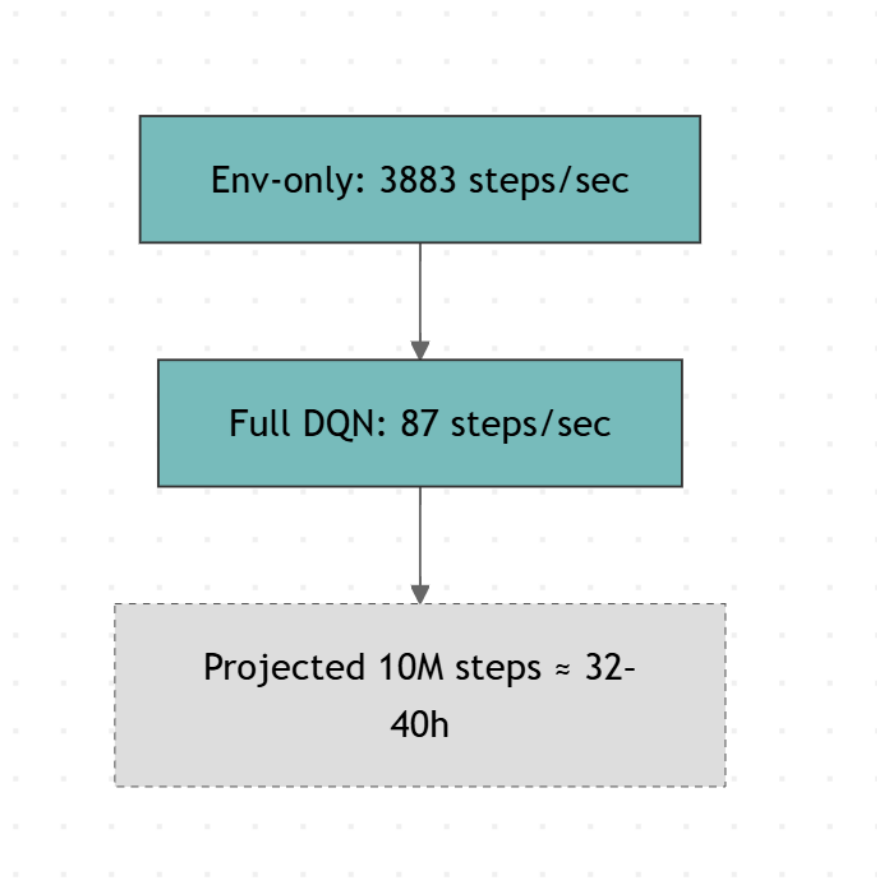 Env-only: 3883 steps/sec
Full DQN: 87 steps/sec
Projected 10M steps ≈ 32–
40h